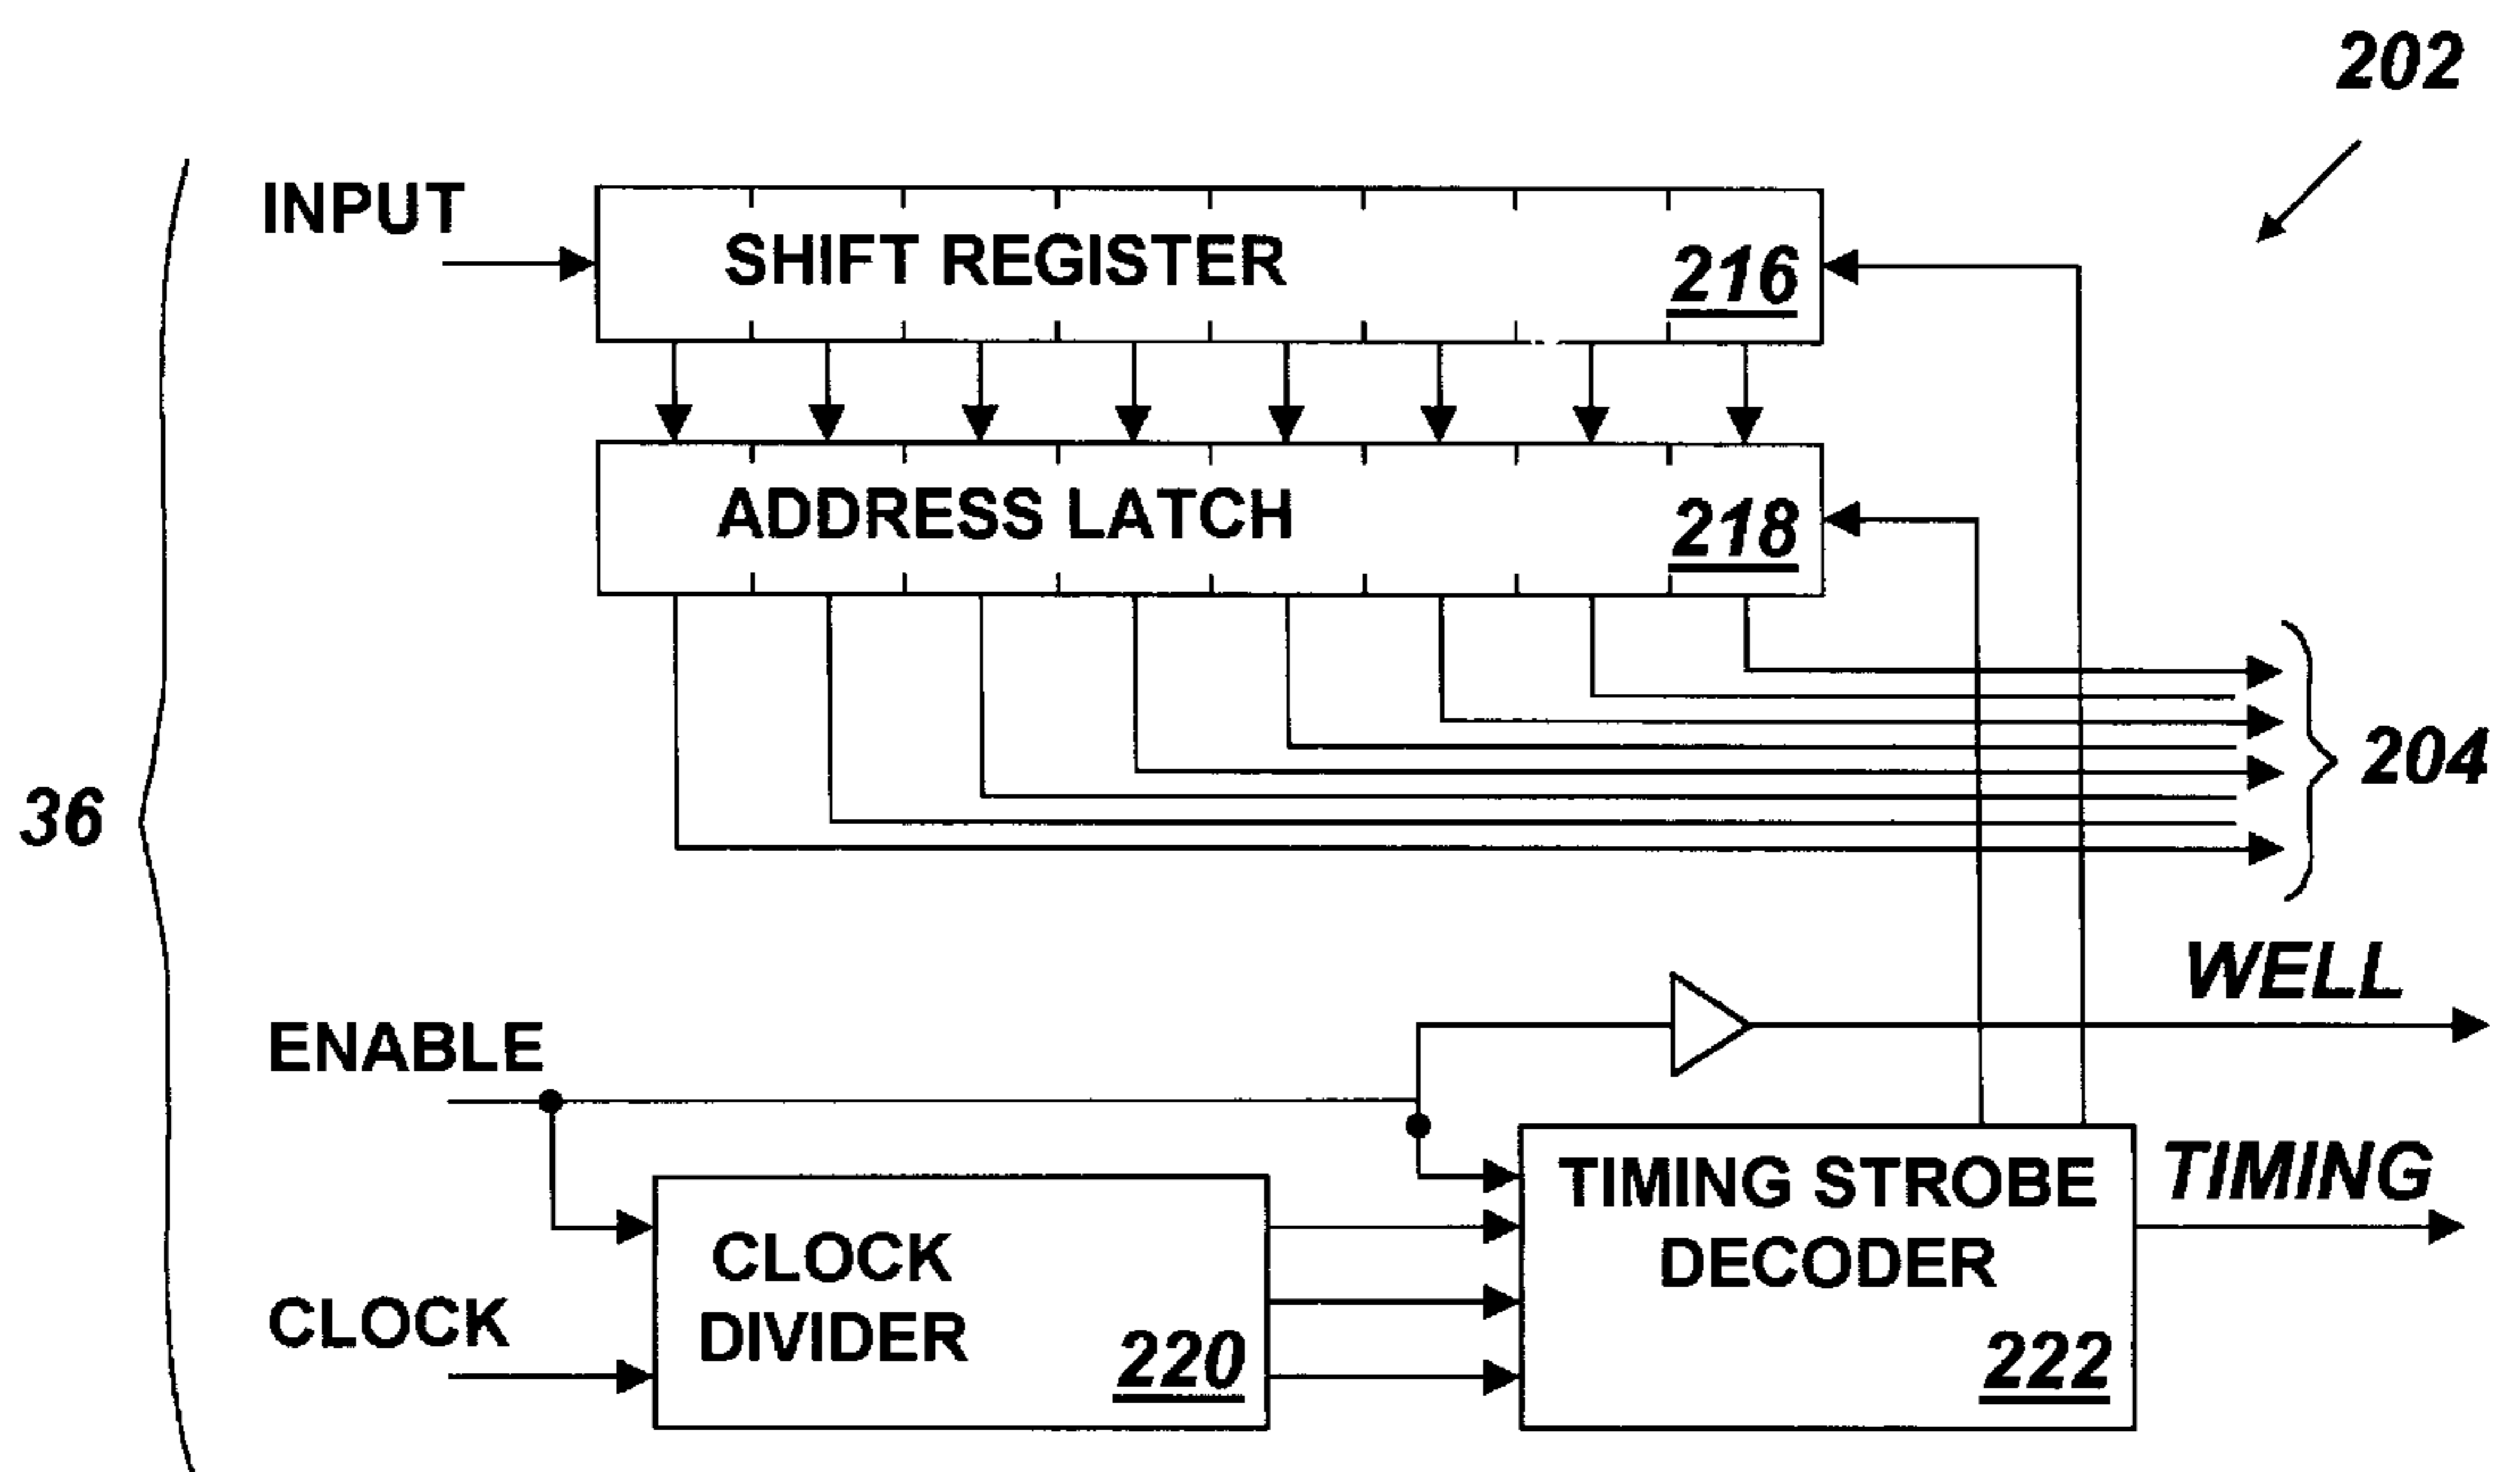 202
INPUT
SHIFT REGISTER
216
ADDRESS LATCH
218
204
36
WELL
ENABLE
TIMING STROBE
DECODER
222
TIMING
CLOCK
DIVIDER
220
CLOCK